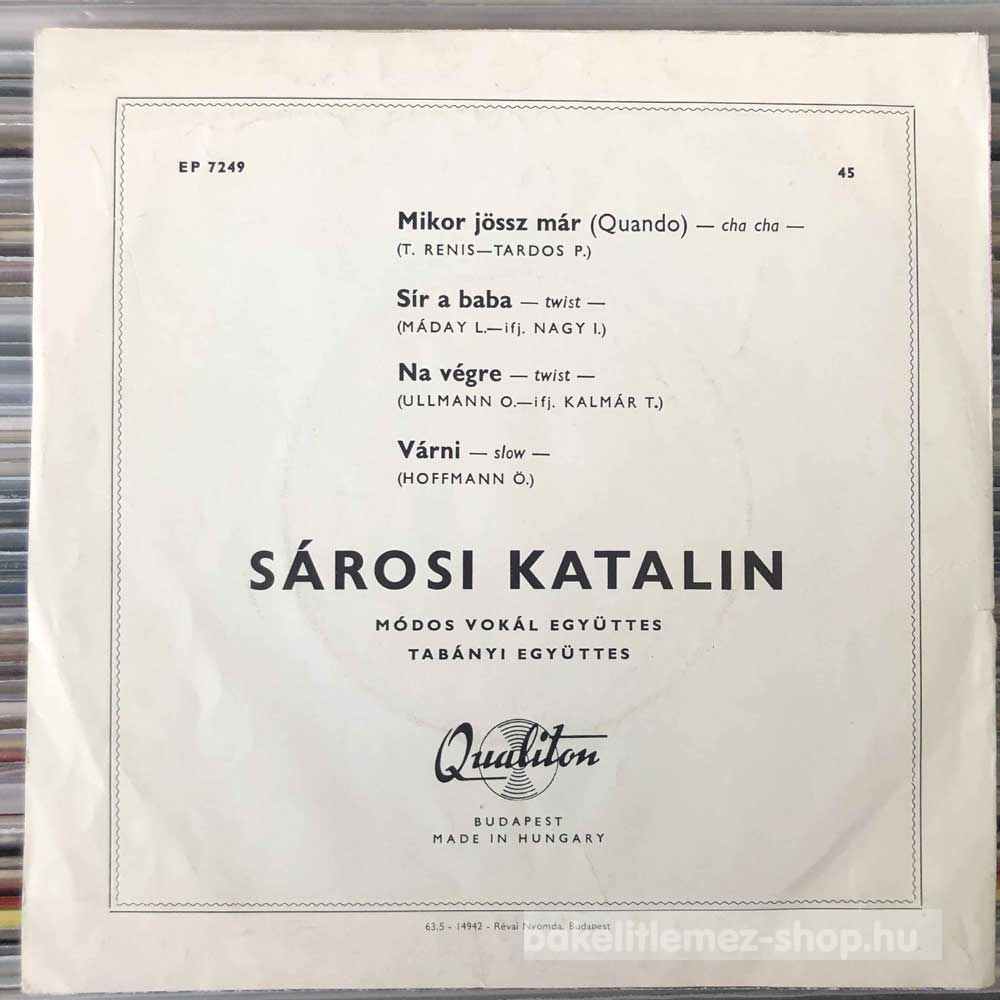 EP 7249
45
Mikor jössz már (Quando) — cha cha —
(T. RENIS—TARDOS P.)
Sír a baba — twist —
(MÁDAY L.—ifj. NAGY I.)
Na végre — twist —
(ULLMANN O.—ifj. KALMÁR T.)
Várni — slow —
(HOFFMANN Ö.)
SÁROSI KATALIN
MÓDOS VOKÁL EGYÜTTES
TABÁNYI EGYÜTTES
Qualiton
BUDAPEST
MADE IN HUNGARY
63.5 - 14942 - Révai Nyomda, Budapest
bakelitlemez-shop.hu